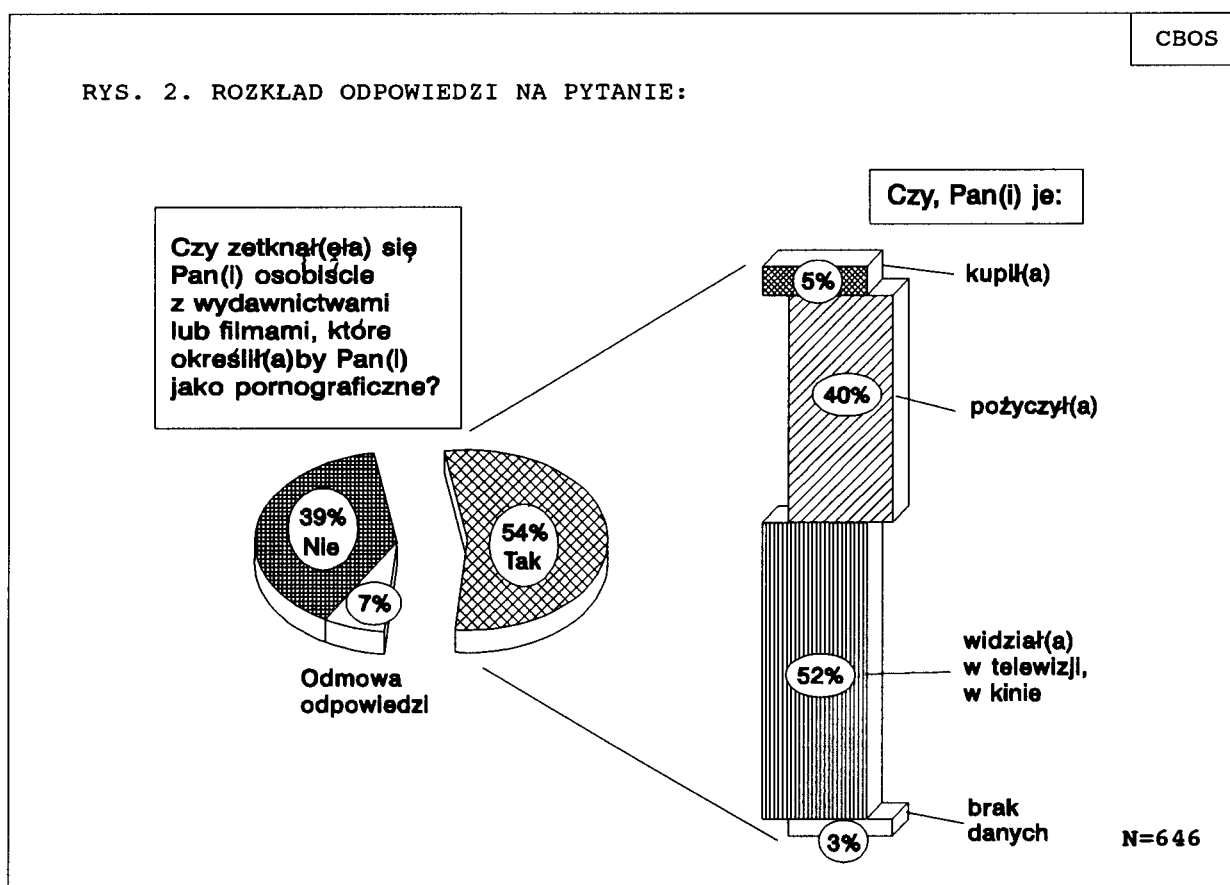 CBOS
RYS. 2. ROZKŁAD ODPOWIEDZI NA PYTANIE:
Czy zetknął(ęła) się
Pan(i) osobiście
z wydawnictwami
lub filmami, które
określił(a)by Pan(i)
jako pornograficzne?
39%
Nie
7%
Odmowa
odpowiedzi
54%
Tak
Czy, Pan(i) je:
5%
kupił(a)
40%
pożyczył(a)
52%
widział(a)
w telewizji,
w kinie
3%
brak
danych
N=646